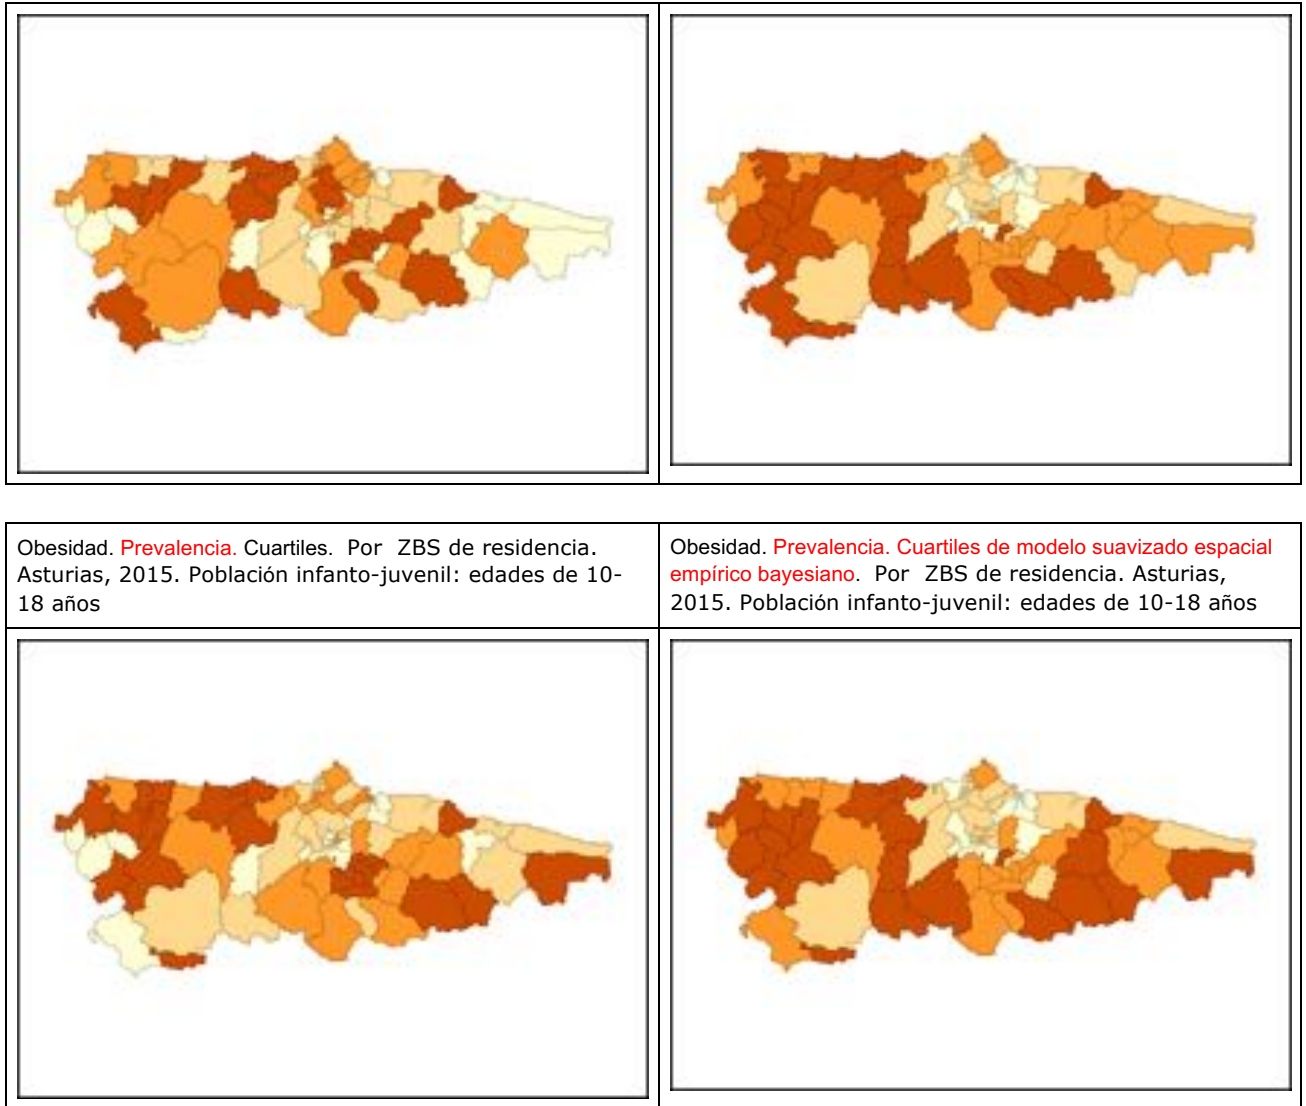 Obesidad. Prevalencia. Cuartiles. Por ZBS de residencia.
Asturias, 2015. Población infanto-juvenil: edades de 10-
18 años
Obesidad. Prevalencia. Cuartiles de modelo suavizado espacial
empírico bayesiano. Por ZBS de residencia. Asturias,
2015. Población infanto-juvenil: edades de 10-18 años